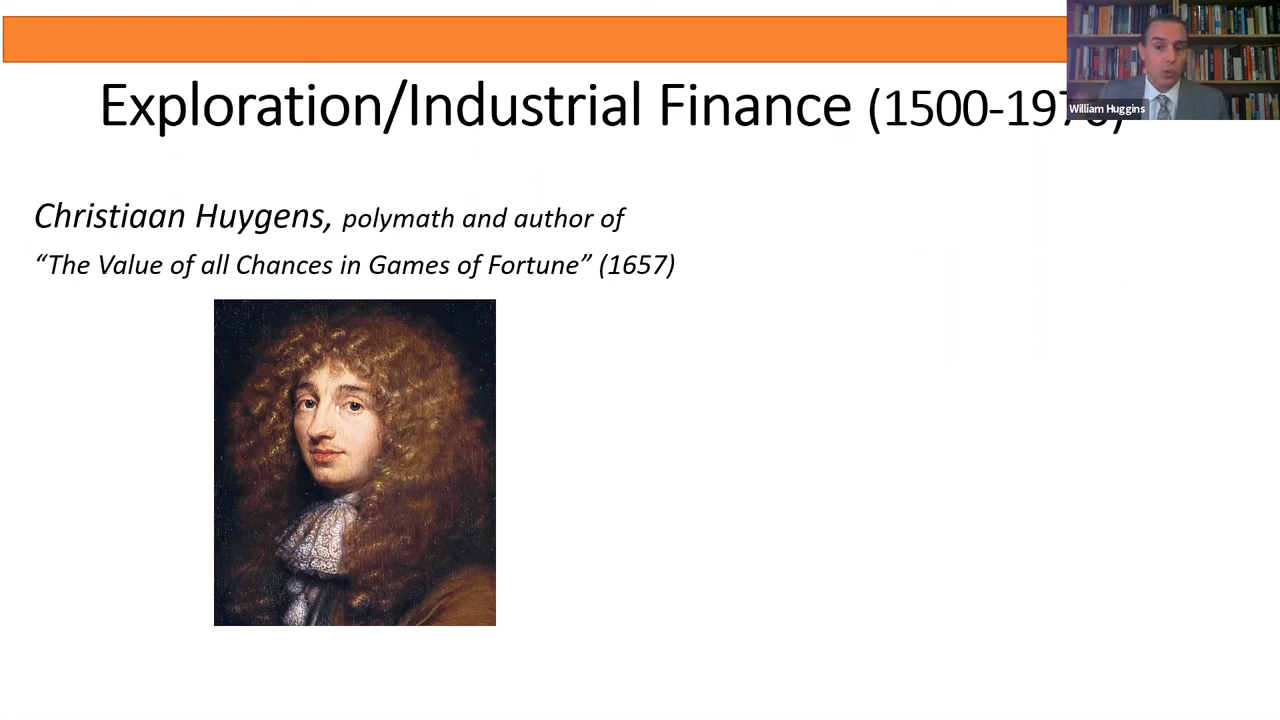 Exploration/Industrial Finance (1500-197
William Huggins
Christiaan Huygens, polymath and author of
“The Value of all Chances in Games of Fortune” (1657)